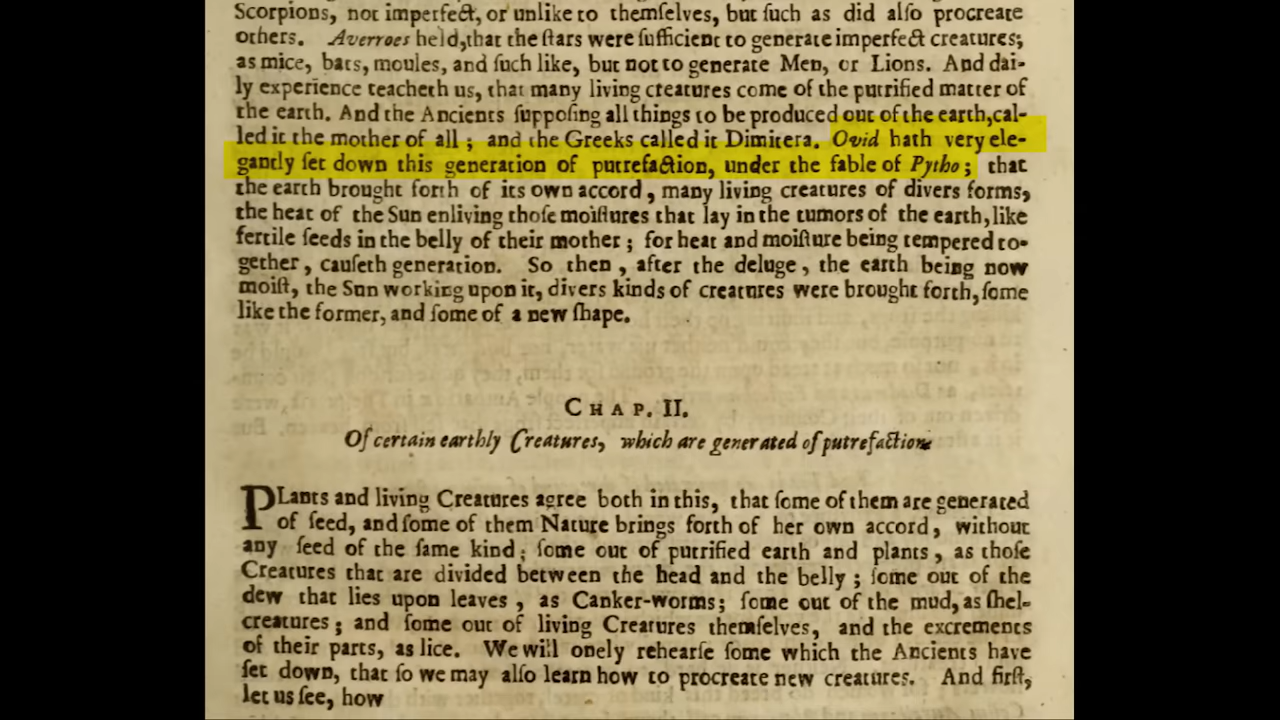 Scorpions, not imperfect, or unlike to themſelves, but ſuch as did alſo procreate
others. Averroes held, that the ſtars were ſufficient to generate imperfect creatures;
as mice, bats, moules, and ſuch like, but not to generate Men, or Lions. And dai-
ly experience teacheth us, that many living creatures come of the putrified matter of
the earth. And the Ancients ſuppoſing all things to be produced out of the earth, cal-
led it the mother of all ; and the Greeks called it Dimitera. Ovid hath very ele-
gantly ſet down this generation of putrefaction, under the fable of Pytho ; that
the earth brought forth of its own accord, many living creatures of divers forms,
the heat of the Sun enliving thoſe moiſtures that lay in the tumors of the earth, like
fertile ſeeds in the belly of their mother ; for heat and moiſture being tempered to-
gether, cauſeth generation. So then, after the deluge, the earth being now
moiſt, the Sun working upon it, divers kinds of creatures were brought forth, ſome
like the former, and ſome of a new ſhape.
CHAP. II.
Of certain earthly Creatures, which are generated of putrefaction
PLants and living Creatures agree both in this, that ſome of them are generated
of ſeed, and ſome of them Nature brings forth of her own accord, without
any ſeed of the ſame kind ; ſome out of putrified earth and plants, as thoſe
Creatures that are divided between the head and the belly ; ſome out of the
dew that lies upon leaves, as Canker-worms; ſome out of the mud, as ſhel-
creatures ; and ſome out of living Creatures themſelves, and the excrements
of their parts, as lice. We will onely rehearſe ſome which the Ancients have
ſet down, that ſo we may alſo learn how to procreate new creatures. And firſt,
let us ſee, how